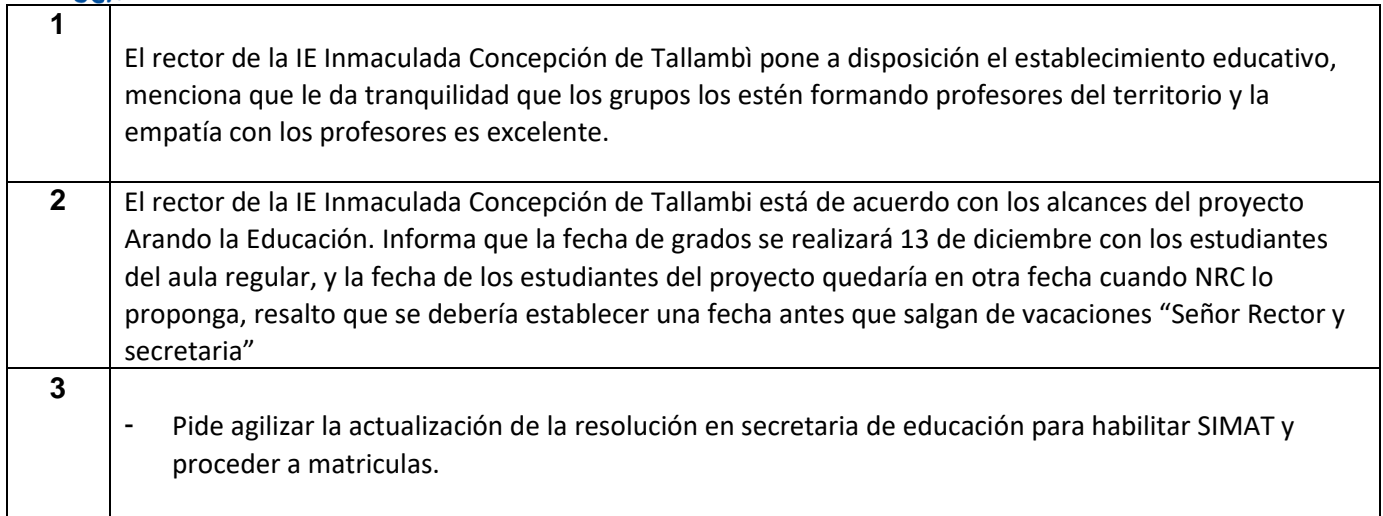 1
El rector de la IE Inmaculada Concepción de Tallambì pone a disposición el establecimiento educativo,
menciona que le da tranquilidad que los grupos los estén formando profesores del territorio y la
empatía con los profesores es excelente.
2
El rector de la IE Inmaculada Concepción de Tallambi está de acuerdo con los alcances del proyecto
Arando la Educación. Informa que la fecha de grados se realizará 13 de diciembre con los estudiantes
del aula regular, y la fecha de los estudiantes del proyecto quedaría en otra fecha cuando NRC lo
proponga, resalto que se debería establecer una fecha antes que salgan de vacaciones “Señor Rector y
secretaria”
3
- Pide agilizar la actualización de la resolución en secretaria de educación para habilitar SIMAT y
proceder a matriculas.